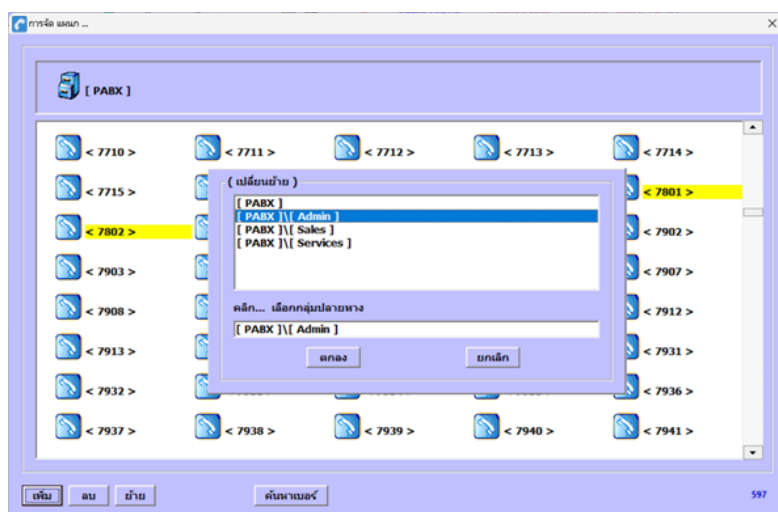 การจัด แผนก ...
[ PABX ]
< 7710 > < 7711 > < 7712 > < 7713 > < 7714 >
< 7715 > < 7801 >
< 7802 > < 7902 >
< 7903 > < 7907 >
< 7908 > < 7912 >
< 7913 > < 7931 >
< 7932 > < 7936 >
< 7937 > < 7938 > < 7939 > < 7940 > < 7941 >
( เปลี่ยนย้าย )
[ PABX ]
[ PABX ]\[ Admin ]
[ PABX ]\[ Sales ]
[ PABX ]\[ Services ]
คลิก... เลือกกลุ่มปลายทาง
[ PABX ]\[ Admin ]
ตกลง ยกเลิก
เพิ่ม ลบ ย้าย ค้นหาเบอร์ 597